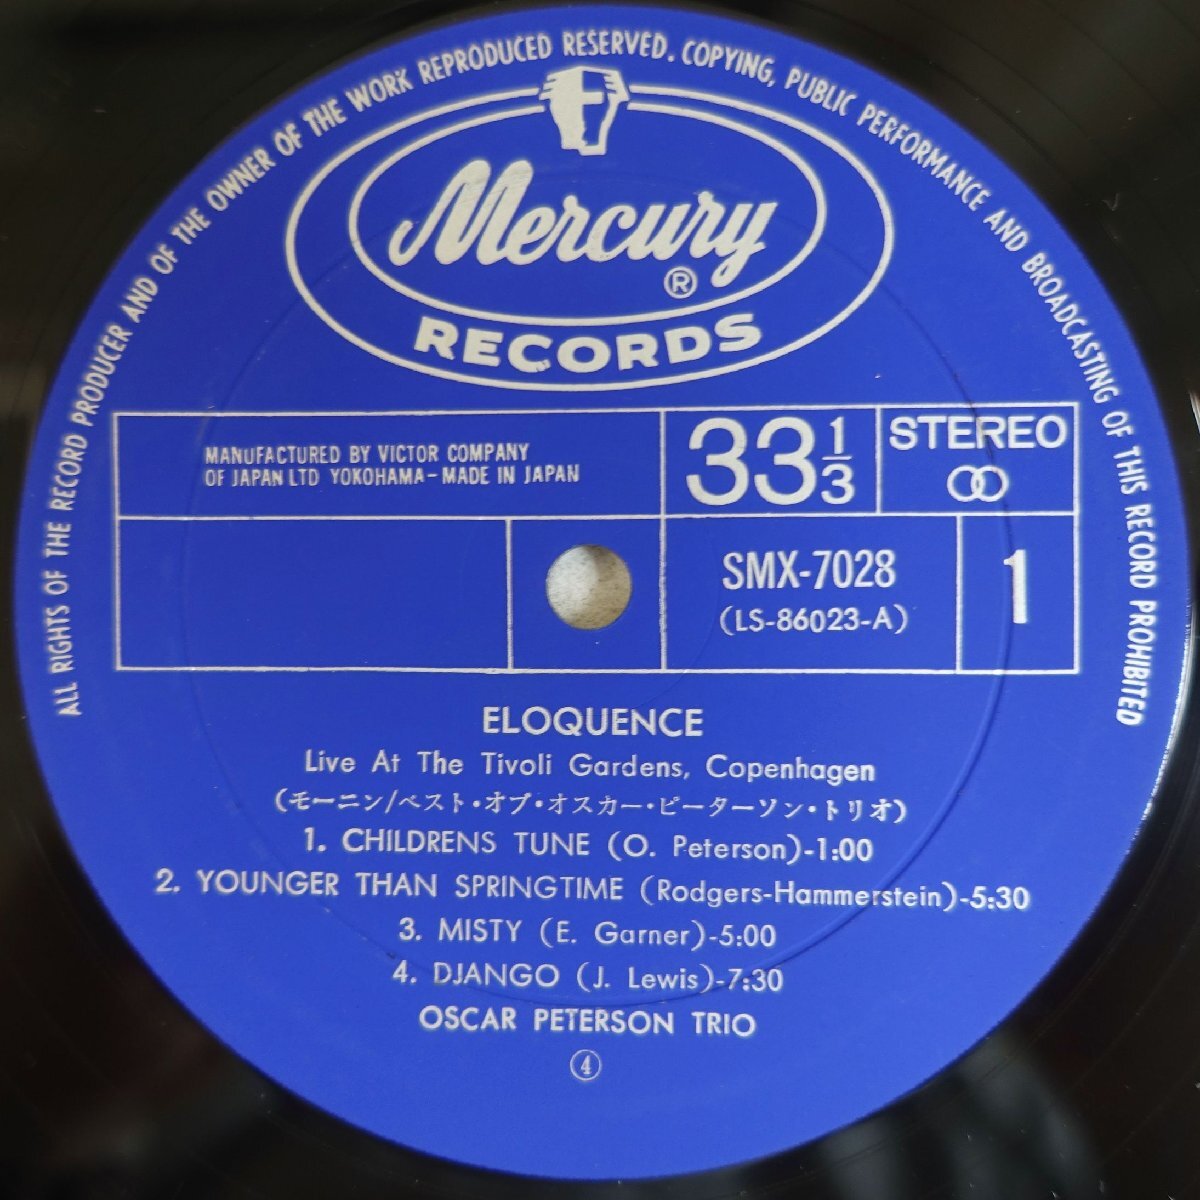 ALL RIGHTS OF THE RECORD PRODUCER AND OF THE OWNER OF THE WORK REPRODUCED RESERVED. COPYING, PUBLIC PERFORMANCE AND BROADCASTING OF THIS RECORD PROHIBITED
Mercury
®
RECORDS
MANUFACTURED BY VICTOR COMPANY
OF JAPAN LTD YOKOHAMA-MADE IN JAPAN
33 1/3
STEREO
SMX-7028
(LS-86023-A)
1
ELOQUENCE
Live At The Tivoli Gardens, Copenhagen
(モーニン/ベスト・オブ・オスカー・ピーターソン・トリオ)
1. CHILDRENS TUNE (O. Peterson)-1:00
2. YOUNGER THAN SPRINGTIME (Rodgers-Hammerstein)-5:30
3. MISTY (E. Garner)-5:00
4. DJANGO (J. Lewis)-7:30
OSCAR PETERSON TRIO
④